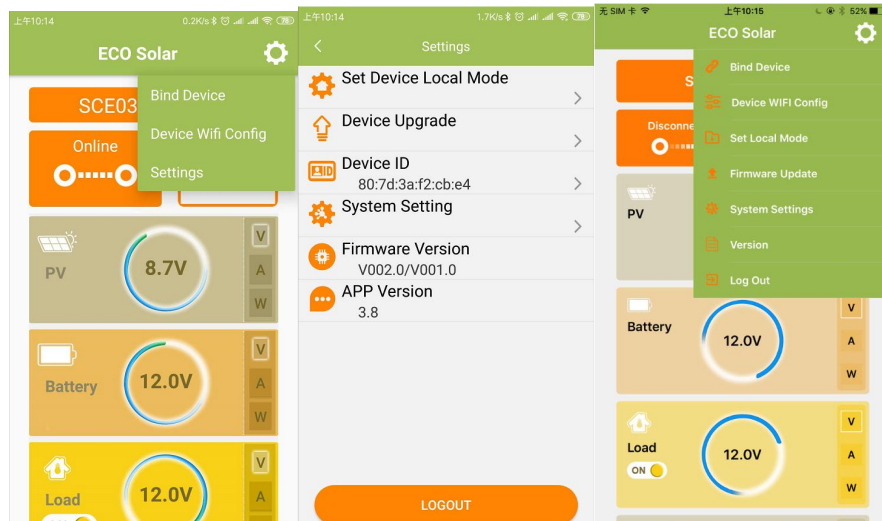 上午10:14
0.2K/s
ECO Solar
Bind Device
Device Wifi Config
Settings
SCE03
Online
PV
8.7V
V
A
W
Battery
12.0V
V
A
W
Load
12.0V
V
A
上午10:14
1.7K/s
Settings
Set Device Local Mode
Device Upgrade
Device ID
80:7d:3a:f2:cb:e4
System Setting
Firmware Version
V002.0/V001.0
APP Version
3.8
LOGOUT
无 SIM 卡
上午10:15
52%
ECO Solar
Bind Device
Device WIFI Config
Set Local Mode
Firmware Update
System Settings
Version
Log Out
S
Disconne
PV
Battery
12.0V
V
A
W
Load
ON
12.0V
V
A
W